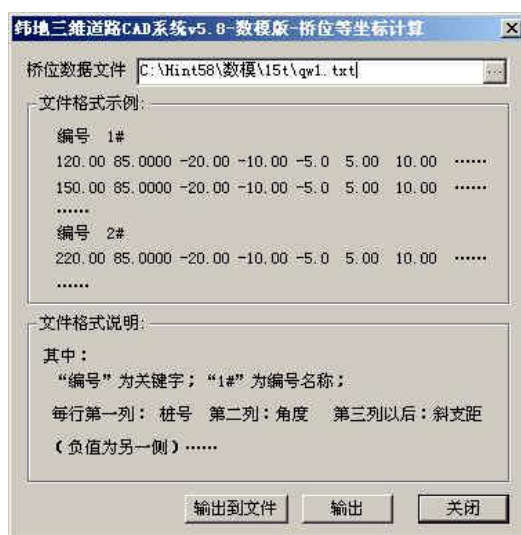 纬地三维道路CAD系统v5.8-数模版-桥位等坐标计算
桥位数据文件 C:\Hint58\数模\15t\qw1.txt ...
文件格式示例:
编号 1#
120.00 85.0000 -20.00 -10.00 -5.0 5.00 10.00 ……
150.00 85.0000 -20.00 -10.00 -5.0 5.00 10.00 ……
……
编号 2#
220.00 85.0000 -20.00 -10.00 -5.0 5.00 10.00 ……
……
文件格式说明:
其中：
“编号”为关键字；“1#”为编号名称；
每行第一列：桩号 第二列：角度 第三列以后：斜支距
（负值为另一侧）……
输出到文件 输出 关闭